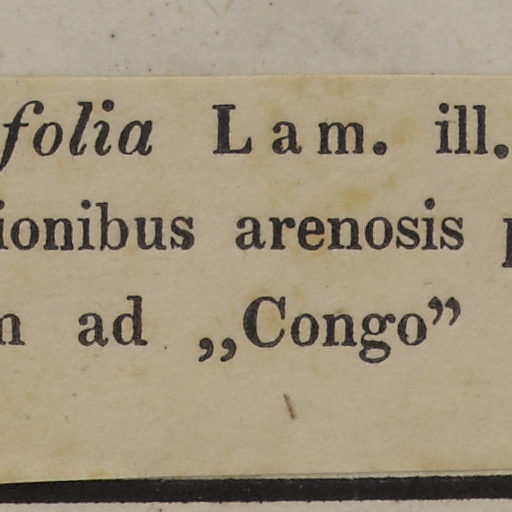 folia Lam. ill.
ionibus arenosis
ad „Congo”